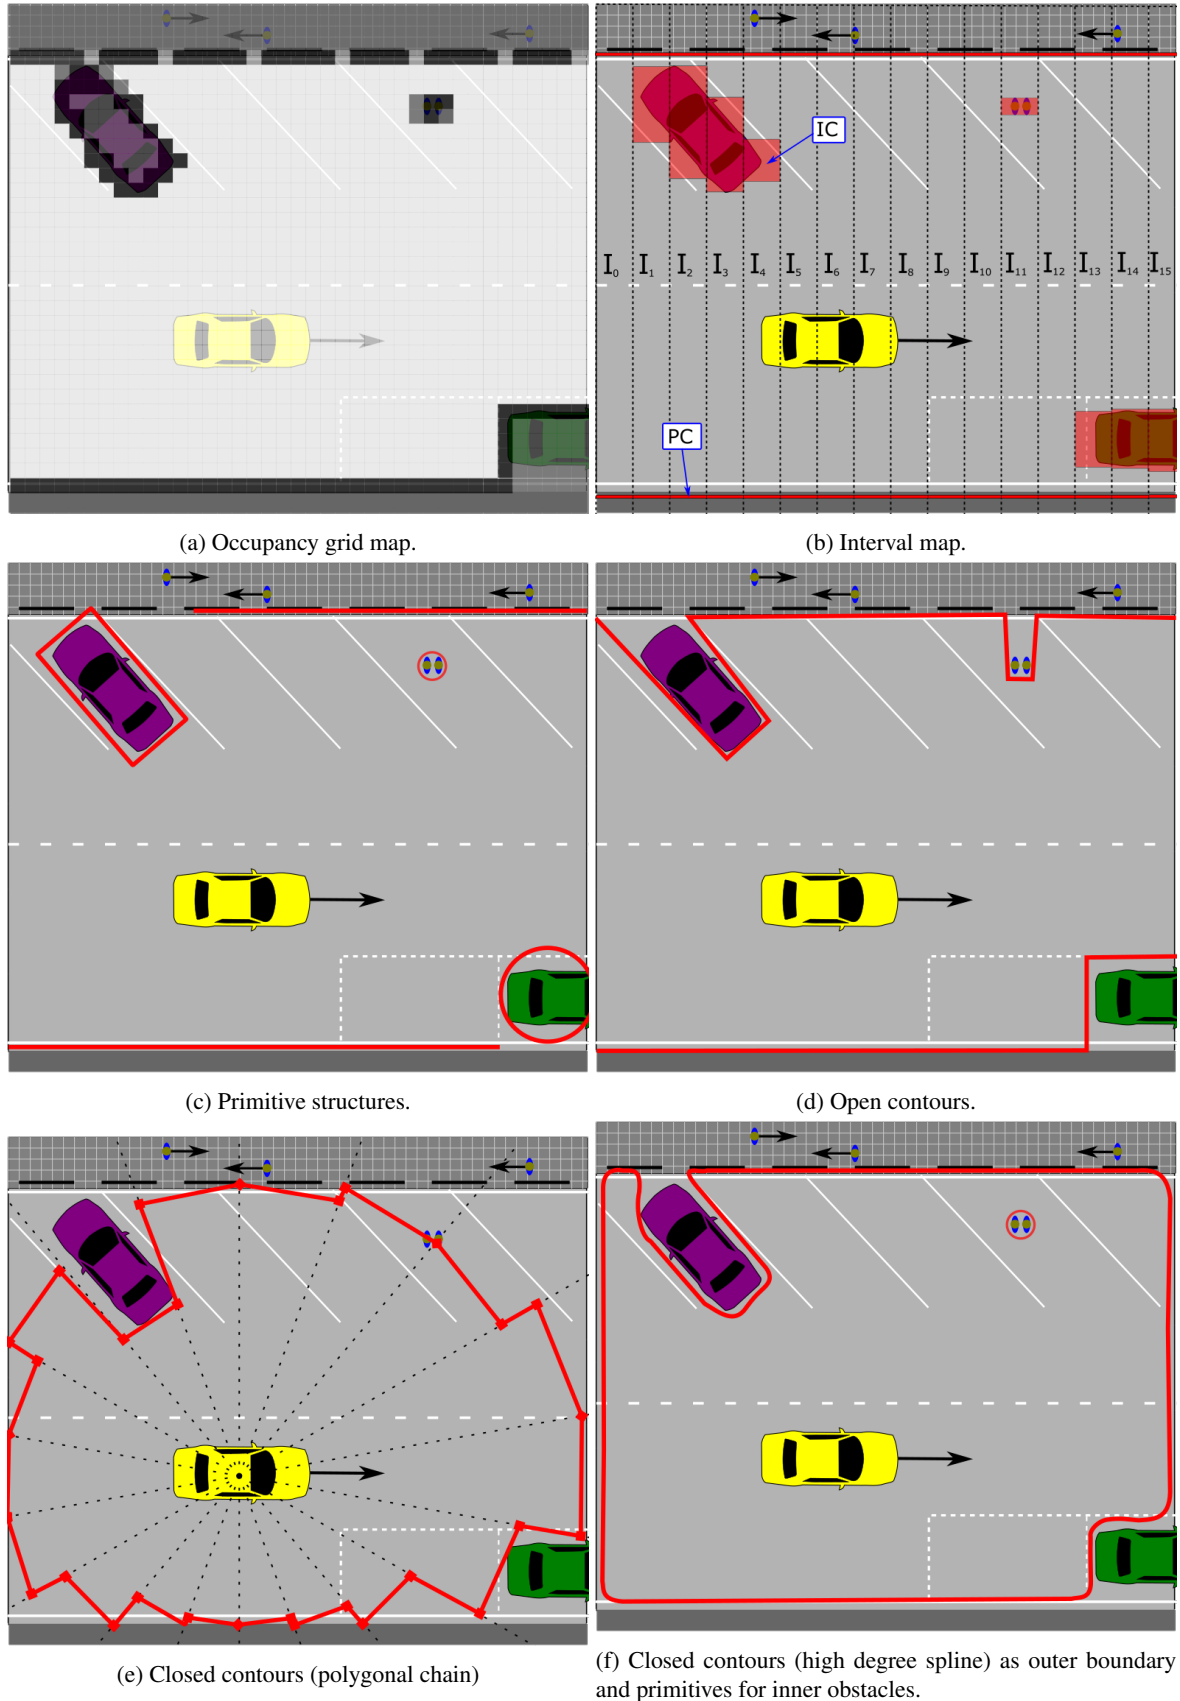 IC
I0 I1 I2 I3 I4 I5 I6 I7 I8 I9 I10 I11 I12 I13 I14 I15
PC
(a) Occupancy grid map.
(b) Interval map.
(c) Primitive structures.
(d) Open contours.
(e) Closed contours (polygonal chain)
(f) Closed contours (high degree spline) as outer boundary
and primitives for inner obstacles.